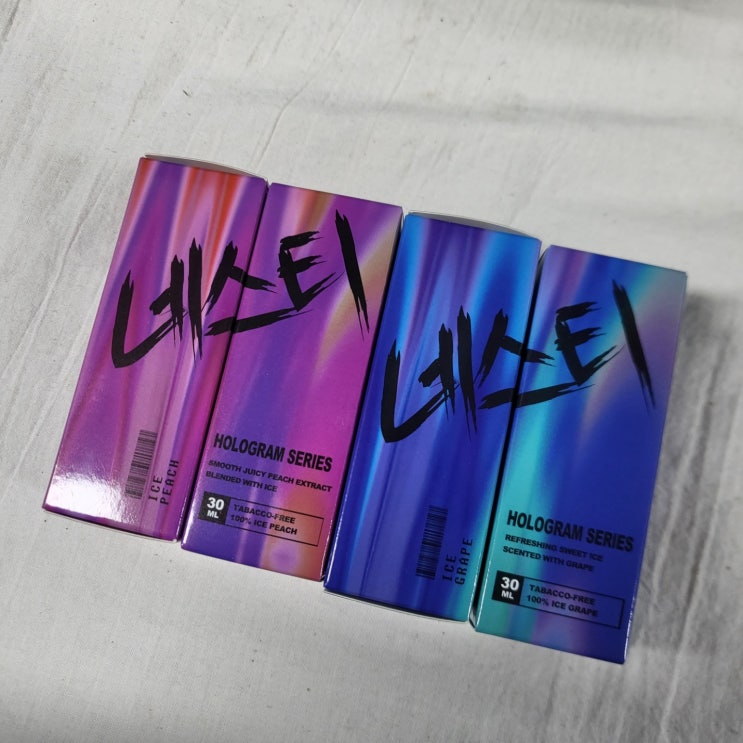 네스티
ICE
PEACH
HOLOGRAM SERIES
SMOOTH JUICY PEACH EXTRACT
BLENDED WITH ICE
30
ML
TABACCO-FREE
100% ICE PEACH
네스티
ICE
GRAPE
HOLOGRAM SERIES
REFRESHING SWEET ICE
SCENTED WITH GRAPE
30
ML
TABACCO-FREE
100% ICE GRAPE